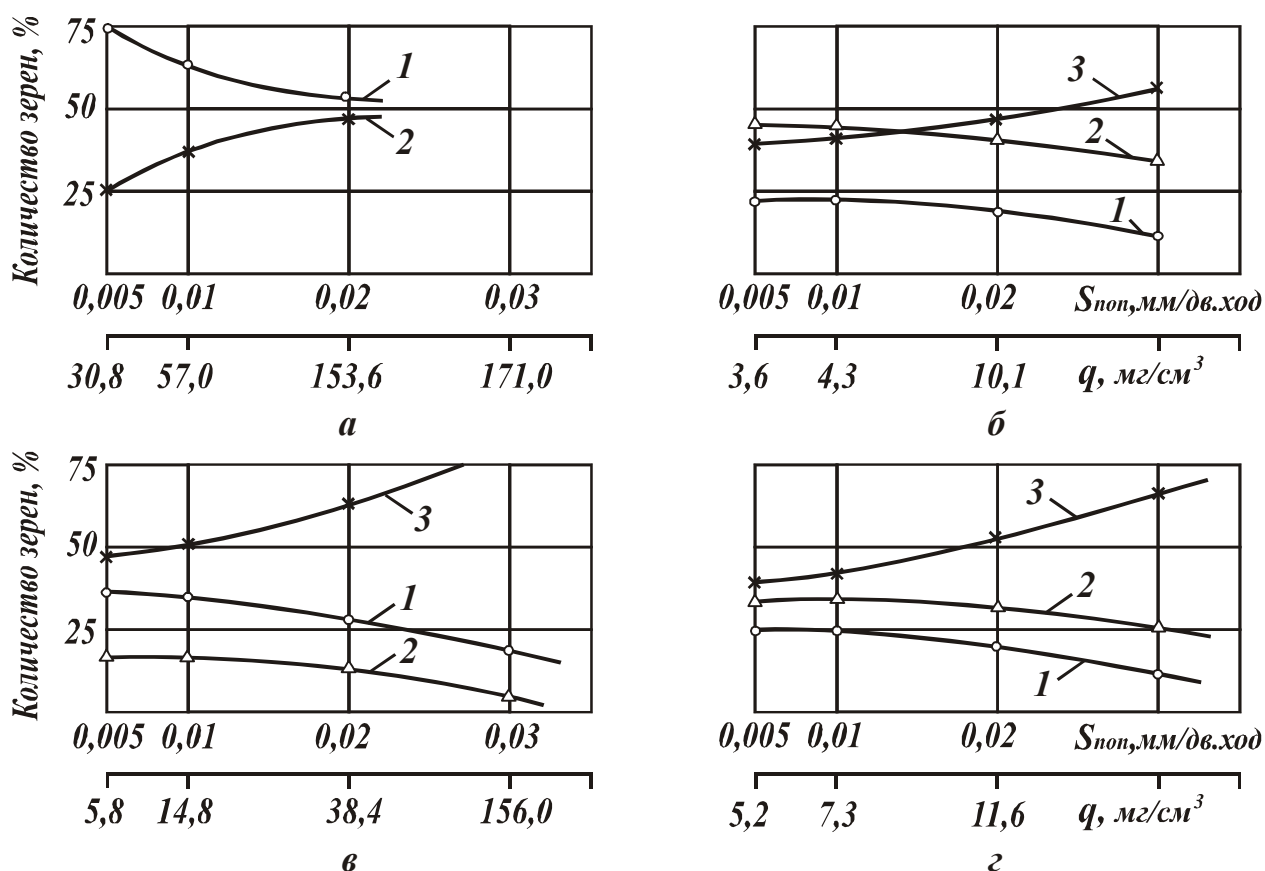 Количество зерен, %
75
50
25
1
2
0,005 0,01 0,02 0,03
30,8 57,0 153,6 171,0
а
3
2
1
0,005 0,01 0,02 Sпоп,мм/дв.ход
3,6 4,3 10,1 q, мг/см³
б
Количество зерен, %
75
50
25
3
1
2
0,005 0,01 0,02 0,03
5,8 14,8 38,4 156,0
в
3
2
1
0,005 0,01 0,02 Sпоп,мм/дв.ход
5,2 7,3 11,6 q, мг/см³
г